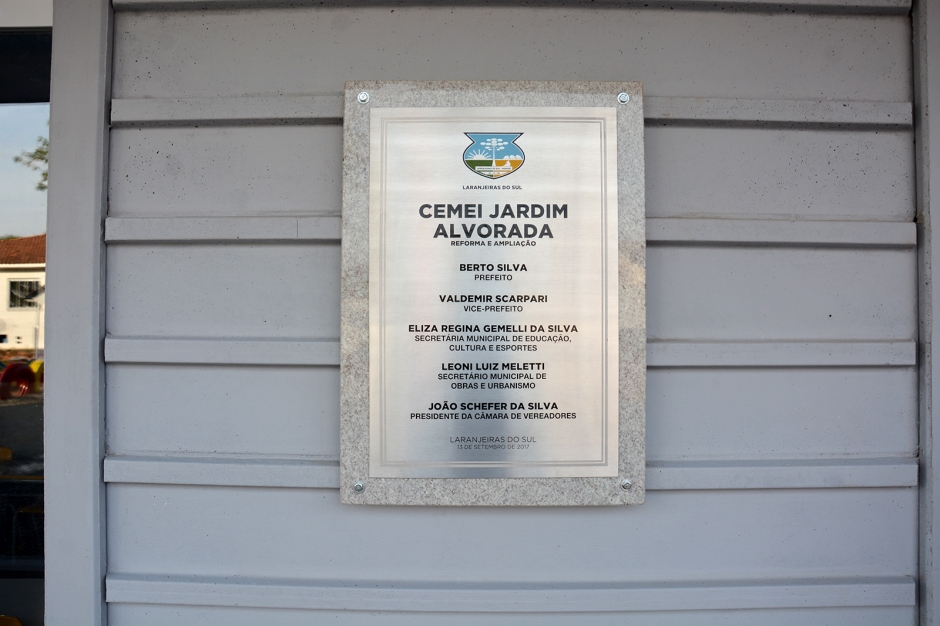 LARANJEIRAS DO SUL
CEMEI JARDIM
ALVORADA
REFORMA E AMPLIAÇÃO
BERTO SILVA
PREFEITO
VALDEMIR SCARPARI
VICE-PREFEITO
ELIZA REGINA GEMELLI DA SILVA
SECRETÁRIA MUNICIPAL DE EDUCAÇÃO,
CULTURA E ESPORTES
LEONI LUIZ MELETTI
SECRETÁRIO MUNICIPAL DE
OBRAS E URBANISMO
JOÃO SCHEFER DA SILVA
PRESIDENTE DA CÂMARA DE VEREADORES
LARANJEIRAS DO SUL
13 DE SETEMBRO DE 2017